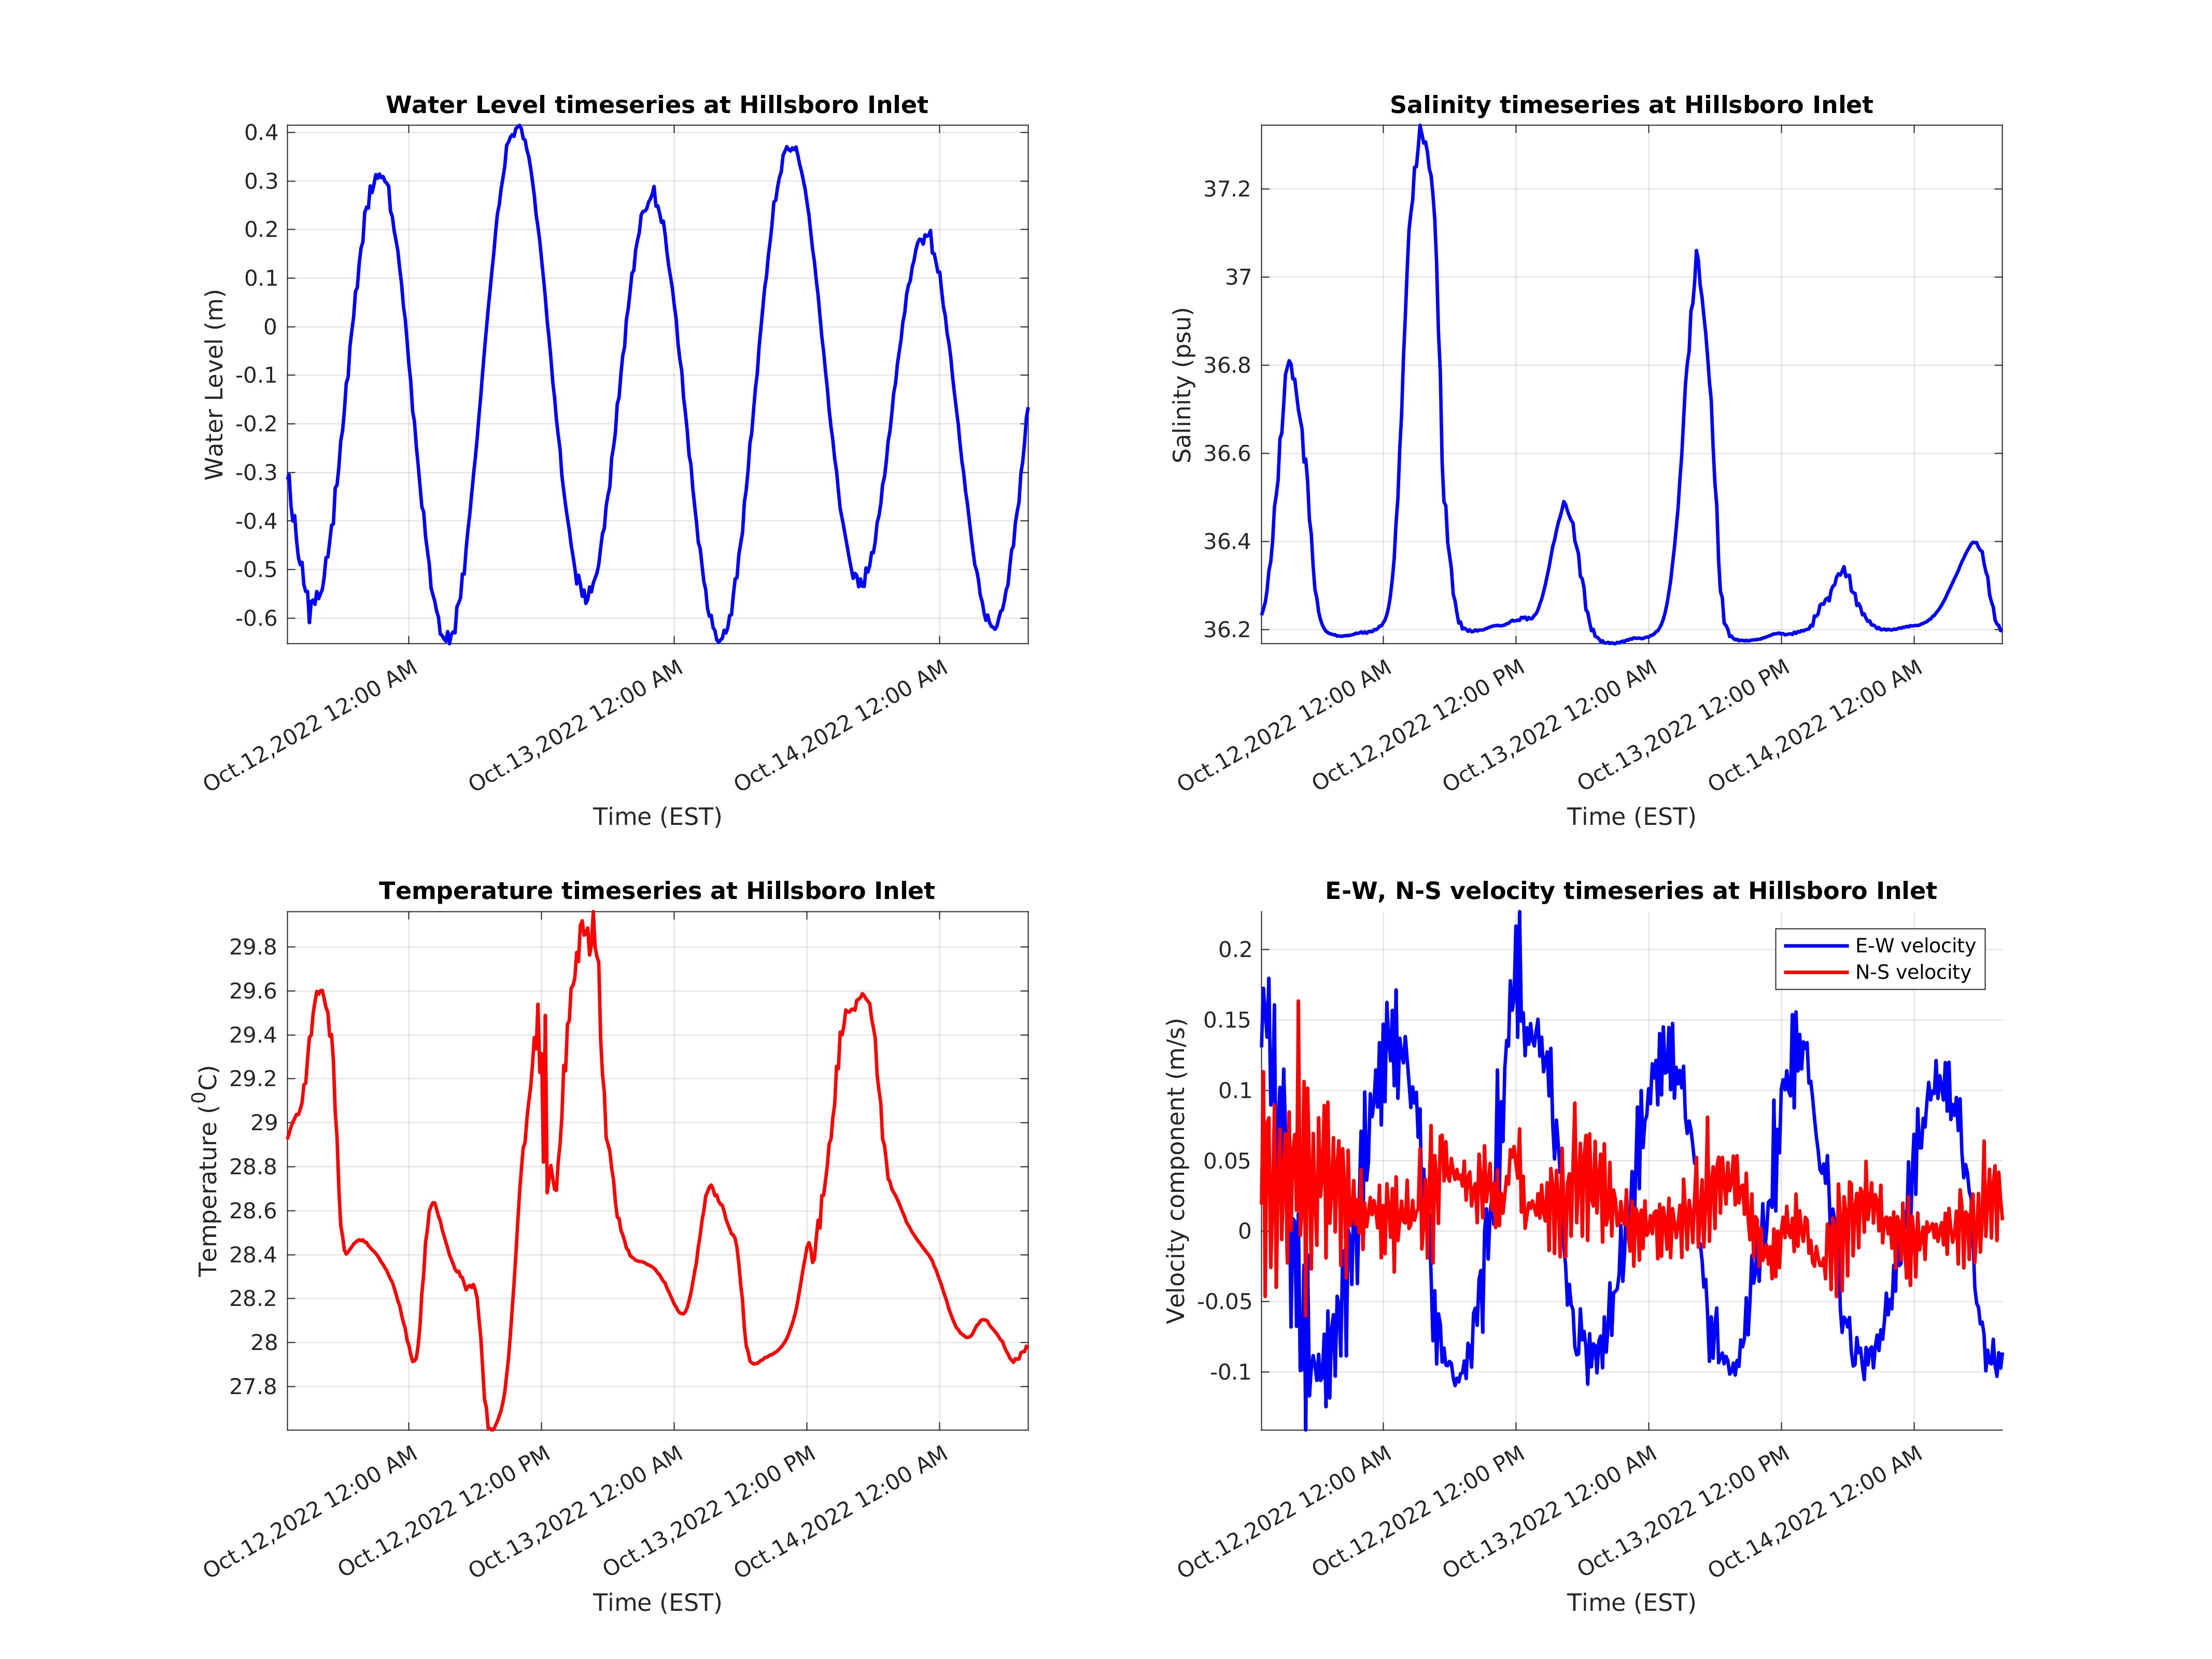 Water Level timeseries at Hillsboro Inlet
0.4
0.3
0.2
0.1
0
-0.1
-0.2
-0.3
-0.4
-0.5
-0.6
Water Level (m)
Oct.12,2022 12:00 AM
Oct.13,2022 12:00 AM
Oct.14,2022 12:00 AM
Time (EST)
Salinity timeseries at Hillsboro Inlet
37.2
37
36.8
36.6
36.4
36.2
Salinity (psu)
Oct.12,2022 12:00 AM
Oct.12,2022 12:00 PM
Oct.13,2022 12:00 AM
Oct.13,2022 12:00 PM
Oct.14,2022 12:00 AM
Time (EST)
Temperature timeseries at Hillsboro Inlet
29.8
29.6
29.4
29.2
29
28.8
28.6
28.4
28.2
28
27.8
Temperature (⁰C)
Oct.12,2022 12:00 AM
Oct.12,2022 12:00 PM
Oct.13,2022 12:00 AM
Oct.13,2022 12:00 PM
Oct.14,2022 12:00 AM
Time (EST)
E-W, N-S velocity timeseries at Hillsboro Inlet
E-W velocity
N-S velocity
0.2
0.15
0.1
0.05
0
-0.05
-0.1
Velocity component (m/s)
Oct.12,2022 12:00 AM
Oct.12,2022 12:00 PM
Oct.13,2022 12:00 AM
Oct.13,2022 12:00 PM
Oct.14,2022 12:00 AM
Time (EST)